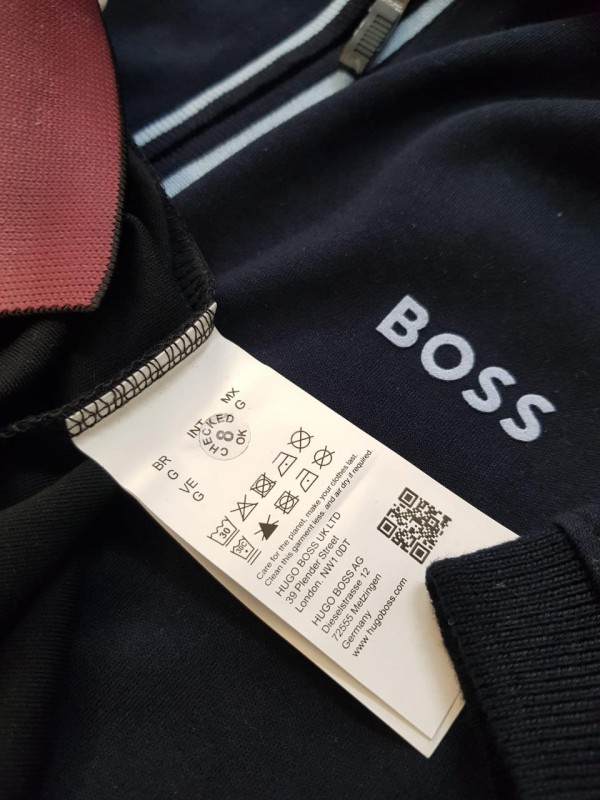 BOSS
INT MX
G
CHECKED
8
OK
BR
G
VE
G
30
30C
Care for the planet, make your clothes last.
Clean this garment less, and air dry if required.
HUGO BOSS UK LTD
39 Plender Street
London. NW1 0DT
HUGO BOSS AG
Dieselstrasse 12
72555 Metzingen
Germany
www.hugoboss.com